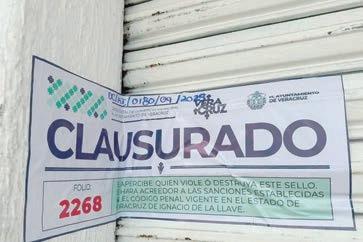 VERA
CRUZ
H. AYUNTAMIENTO
DE VERACRUZ
CLAUSURADO
FOLIO:
2268
SE APERCIBE QUIEN VIOLE Ó DESTRUYA ESTE SELLO,
SE HARÁ ACREEDOR A LAS SANCIONES ESTABLECIDAS
EN EL CÓDIGO PENAL VIGENTE EN EL ESTADO DE
VERACRUZ DE IGNACIO DE LA LLAVE.